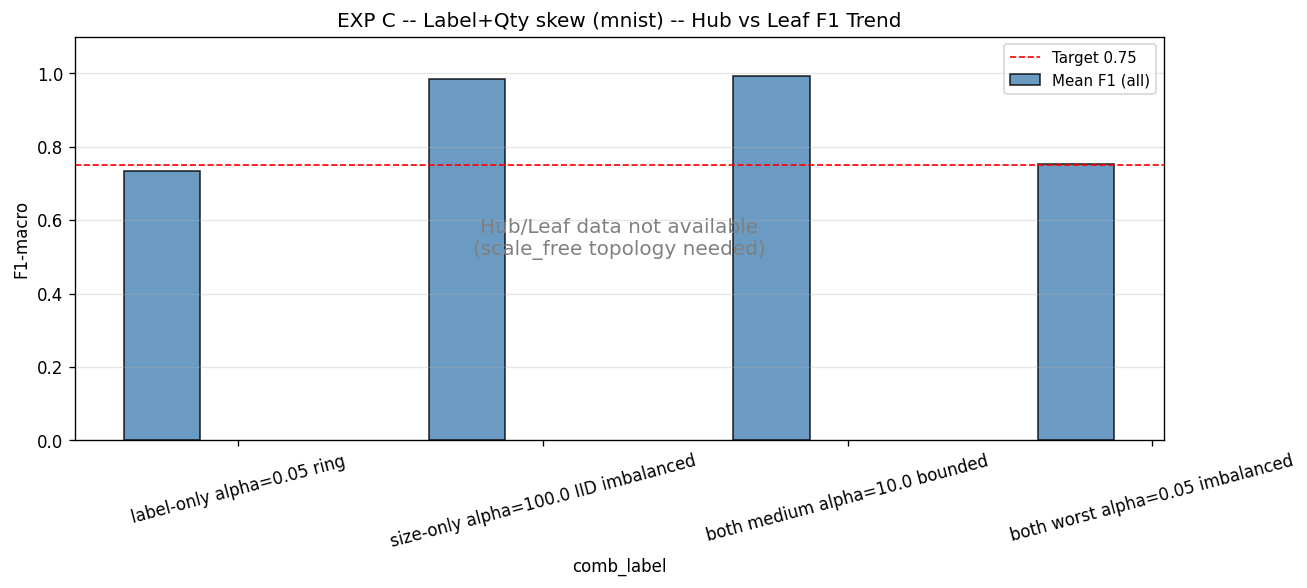 EXP C -- Label+Qty skew (mnist) -- Hub vs Leaf F1 Trend
Target 0.75
Mean F1 (all)
1.0
0.8
0.6
0.4
0.2
0.0
F1-macro
Hub/Leaf data not available
(scale_free topology needed)
label-only alpha=0.05 ring
size-only alpha=100.0 IID imbalanced
both medium alpha=10.0 bounded
both worst alpha=0.05 imbalanced
comb_label